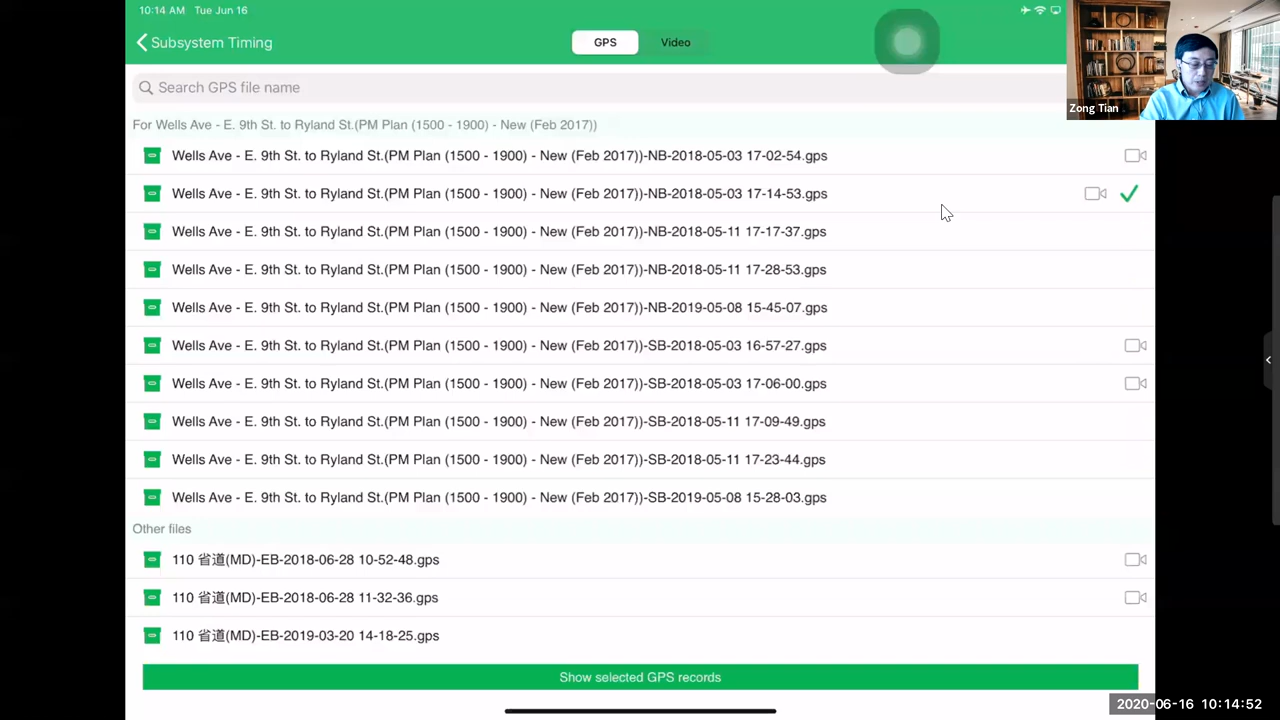 10:14 AM Tue Jun 16
Subsystem Timing
GPS Video
Search GPS file name
For Wells Ave - E. 9th St. to Ryland St.(PM Plan (1500 - 1900) - New (Feb 2017))
Wells Ave - E. 9th St. to Ryland St.(PM Plan (1500 - 1900) - New (Feb 2017))-NB-2018-05-03 17-02-54.gps
Wells Ave - E. 9th St. to Ryland St.(PM Plan (1500 - 1900) - New (Feb 2017))-NB-2018-05-03 17-14-53.gps
Wells Ave - E. 9th St. to Ryland St.(PM Plan (1500 - 1900) - New (Feb 2017))-NB-2018-05-11 17-17-37.gps
Wells Ave - E. 9th St. to Ryland St.(PM Plan (1500 - 1900) - New (Feb 2017))-NB-2018-05-11 17-28-53.gps
Wells Ave - E. 9th St. to Ryland St.(PM Plan (1500 - 1900) - New (Feb 2017))-NB-2019-05-08 15-45-07.gps
Wells Ave - E. 9th St. to Ryland St.(PM Plan (1500 - 1900) - New (Feb 2017))-SB-2018-05-03 16-57-27.gps
Wells Ave - E. 9th St. to Ryland St.(PM Plan (1500 - 1900) - New (Feb 2017))-SB-2018-05-03 17-06-00.gps
Wells Ave - E. 9th St. to Ryland St.(PM Plan (1500 - 1900) - New (Feb 2017))-SB-2018-05-11 17-09-49.gps
Wells Ave - E. 9th St. to Ryland St.(PM Plan (1500 - 1900) - New (Feb 2017))-SB-2018-05-11 17-23-44.gps
Wells Ave - E. 9th St. to Ryland St.(PM Plan (1500 - 1900) - New (Feb 2017))-SB-2019-05-08 15-28-03.gps
Other files
110 省道(MD)-EB-2018-06-28 10-52-48.gps
110 省道(MD)-EB-2018-06-28 11-32-36.gps
110 省道(MD)-EB-2019-03-20 14-18-25.gps
Show selected GPS records
Zong Tian
2020-06-16 10:14:52